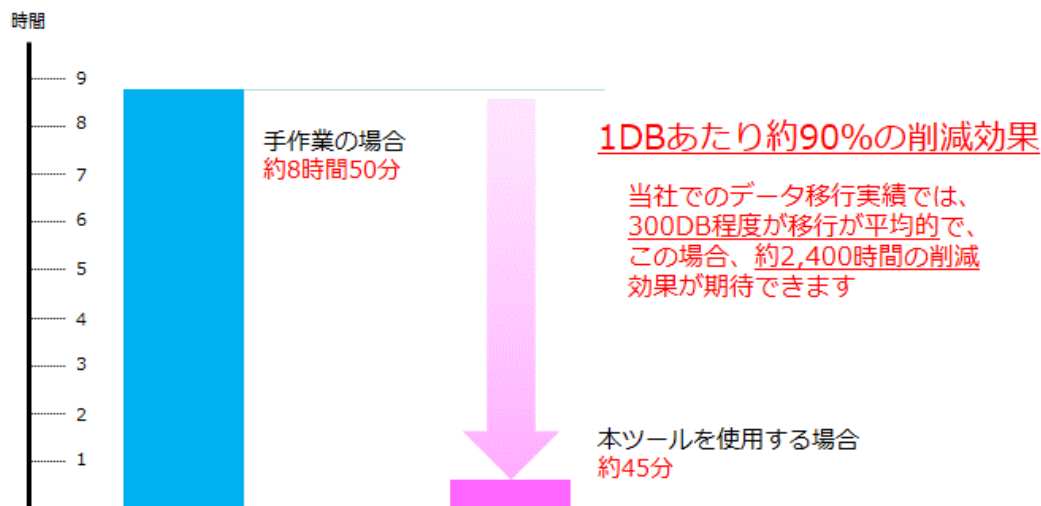 時間
9
8
7
6
5
4
3
2
1
手作業の場合
約8時間50分
1DBあたり約90%の削減効果
当社でのデータ移行実績では、
300DB程度が移行が平均的で、
この場合、約2,400時間の削減
効果が期待できます
本ツールを使用する場合
約45分